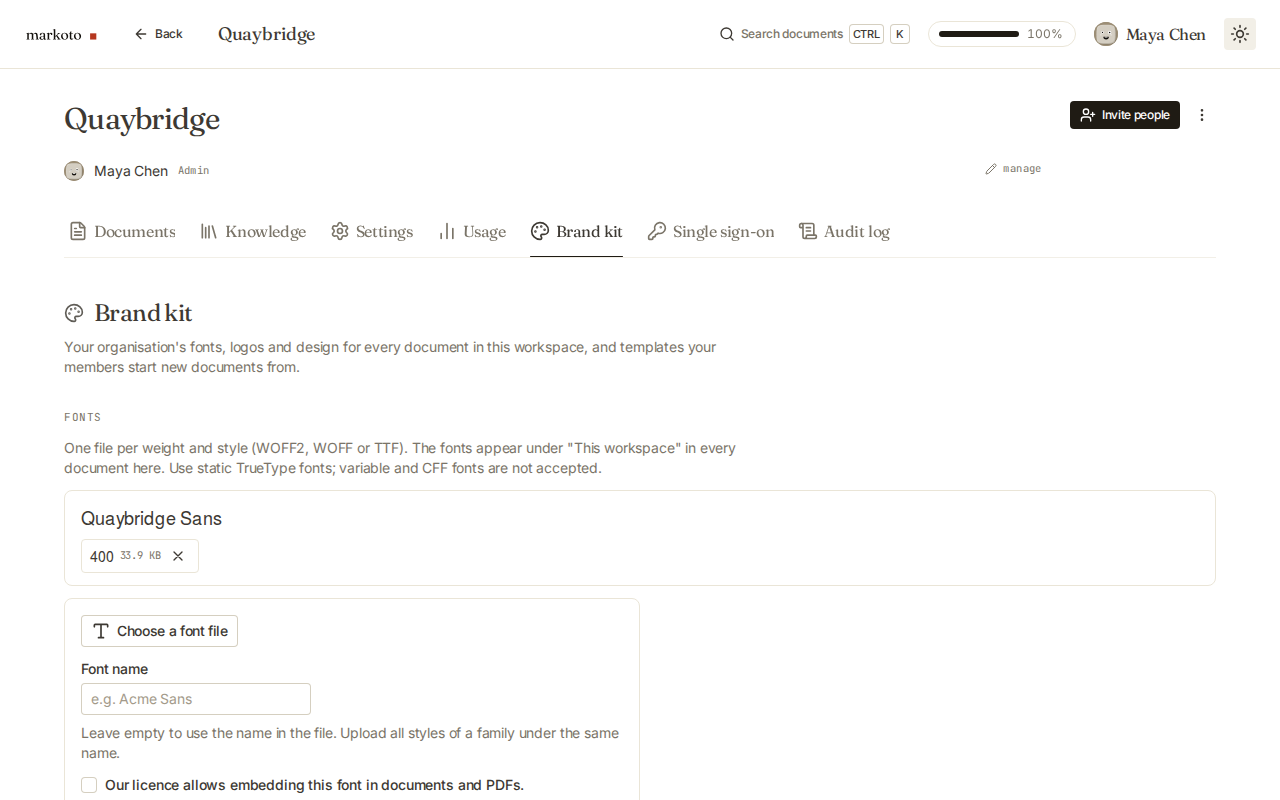 markoto
Back
Quaybridge
Search documents CTRL K
100%
Maya Chen
Quaybridge
Invite people
Maya Chen Admin
manage
Documents
Knowledge
Settings
Usage
Brand kit
Single sign-on
Audit log
Brand kit
Your organisation's fonts, logos and design for every document in this workspace, and templates your
members start new documents from.
FONTS
One file per weight and style (WOFF2, WOFF or TTF). The fonts appear under "This workspace" in every
document here. Use static TrueType fonts; variable and CFF fonts are not accepted.
Quaybridge Sans
400 33.9 KB
Choose a font file
Font name
e.g. Acme Sans
Leave empty to use the name in the file. Upload all styles of a family under the same
name.
Our licence allows embedding this font in documents and PDFs.